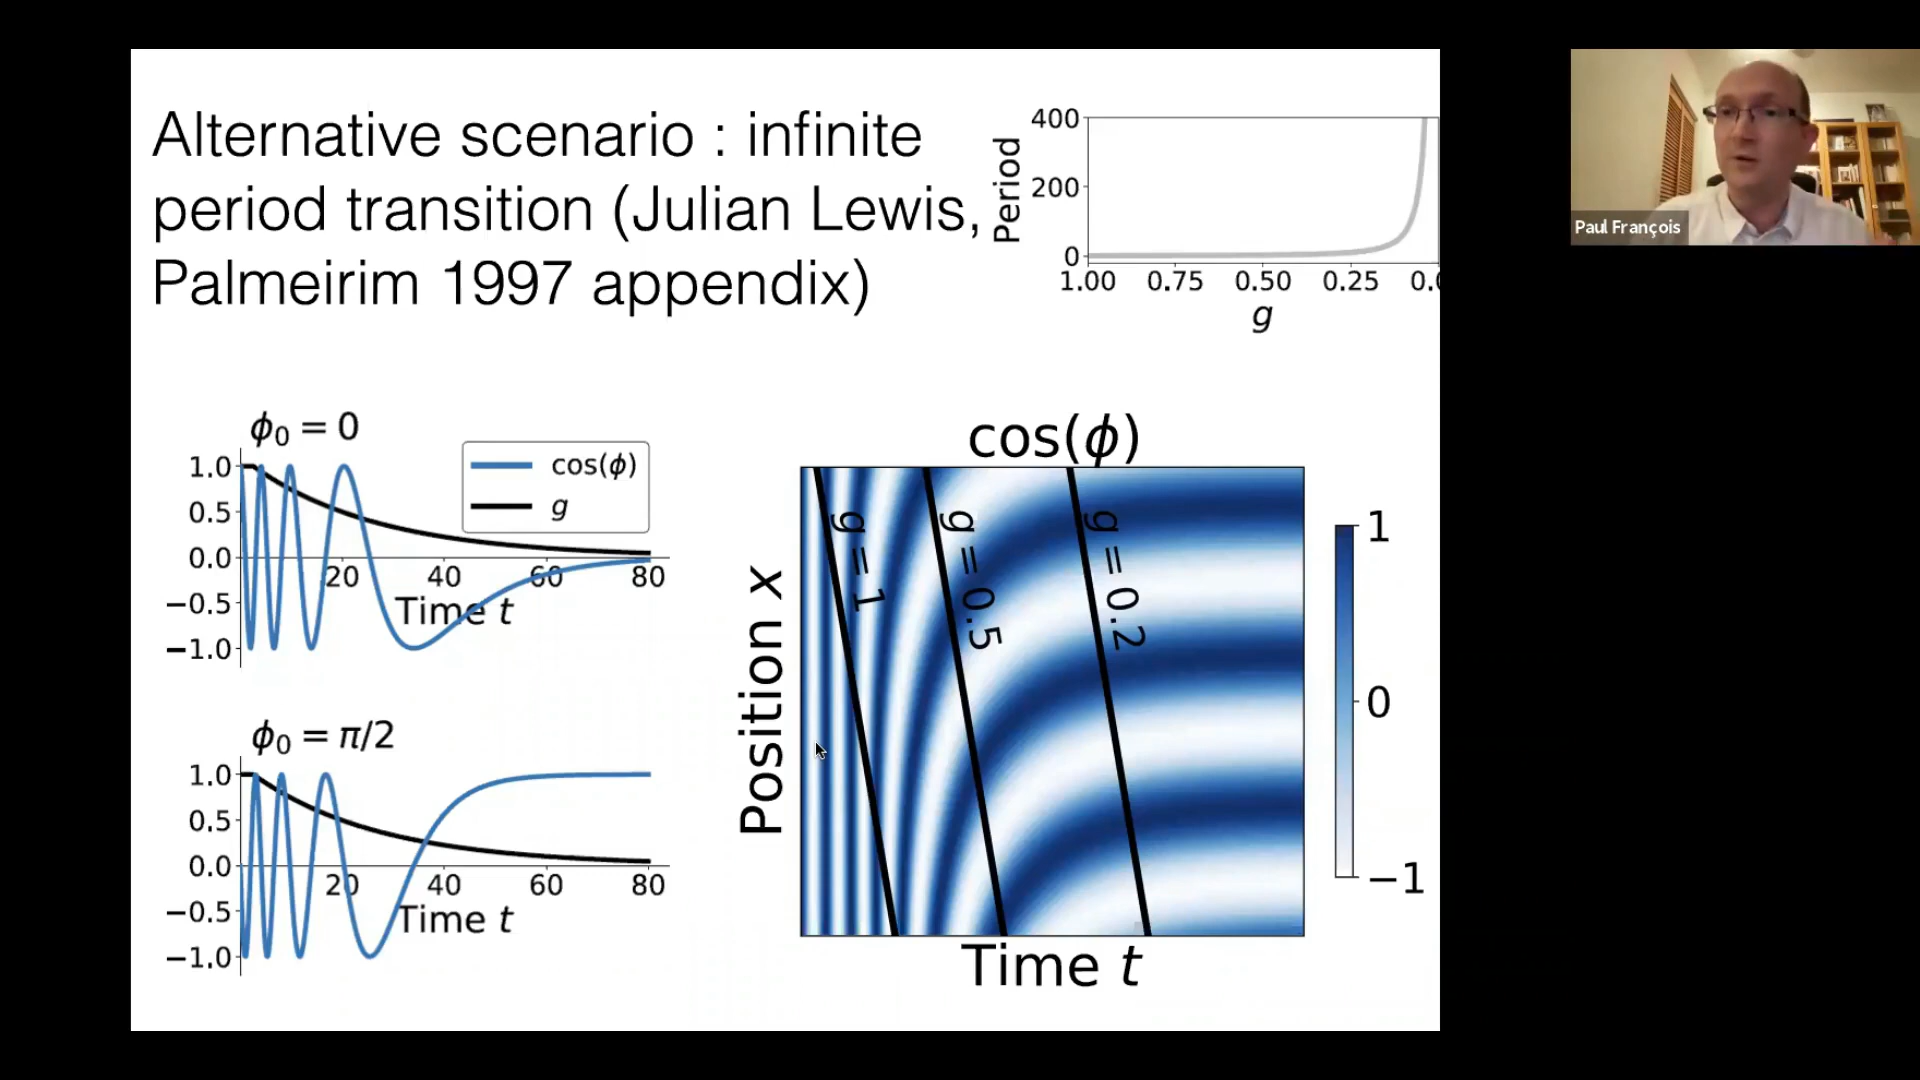 Alternative scenario : infinite
period transition (Julian Lewis,
Palmeirim 1997 appendix)
Period
400
200
0
1.00 0.75 0.50 0.25 0.0
g
Paul François
ϕ0 = 0
cos(ϕ)
g
1.0
0.5
0.0
−0.5
−1.0
20 40 60 80
Time t
ϕ0 = π/2
1.0
0.5
0.0
−0.5
−1.0
20 40 60 80
Time t
cos(ϕ)
Position x
g = 1
g = 0.5
g = 0.2
Time t
1
0
−1